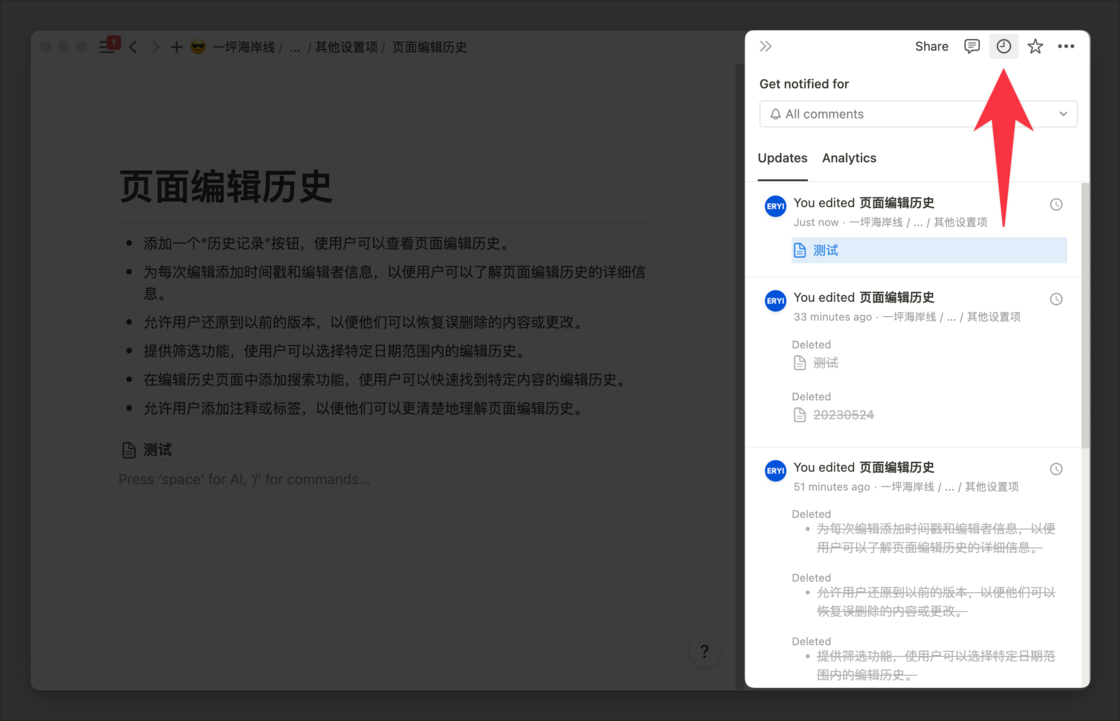 1
一坪海岸线 / ... / 其他设置项 / 页面编辑历史
页面编辑历史
• 添加一个“历史记录”按钮，使用户可以查看页面编辑历史。
• 为每次编辑添加时间戳和编辑者信息，以便用户可以了解页面编辑历史的详细信
息。
• 允许用户还原到以前的版本，以便他们可以恢复误删除的内容或更改。
• 提供筛选功能，使用户可以选择特定日期范围内的编辑历史。
• 在编辑历史页面中添加搜索功能，使用户可以快速找到特定内容的编辑历史。
• 允许用户添加注释或标签，以便他们可以更清楚地理解页面编辑历史。
测试
Press ‘space’ for AI, ‘/’ for commands...
?
Share
Get notified for
All comments
Updates Analytics
ERYI
You edited 页面编辑历史
Just now · 一坪海岸线 / ... / 其他设置项
测试
ERYI
You edited 页面编辑历史
33 minutes ago · 一坪海岸线 / ... / 其他设置项
Deleted
测试
Deleted
20230524
ERYI
You edited 页面编辑历史
51 minutes ago · 一坪海岸线 / ... / 其他设置项
Deleted
• 为每次编辑添加时间戳和编辑者信息，以便
用户可以了解页面编辑历史的详细信息。
Deleted
• 允许用户还原到以前的版本，以便他们可以
恢复误删除的内容或更改。
Deleted
• 提供筛选功能，使用户可以选择特定日期范
围内的编辑历史。